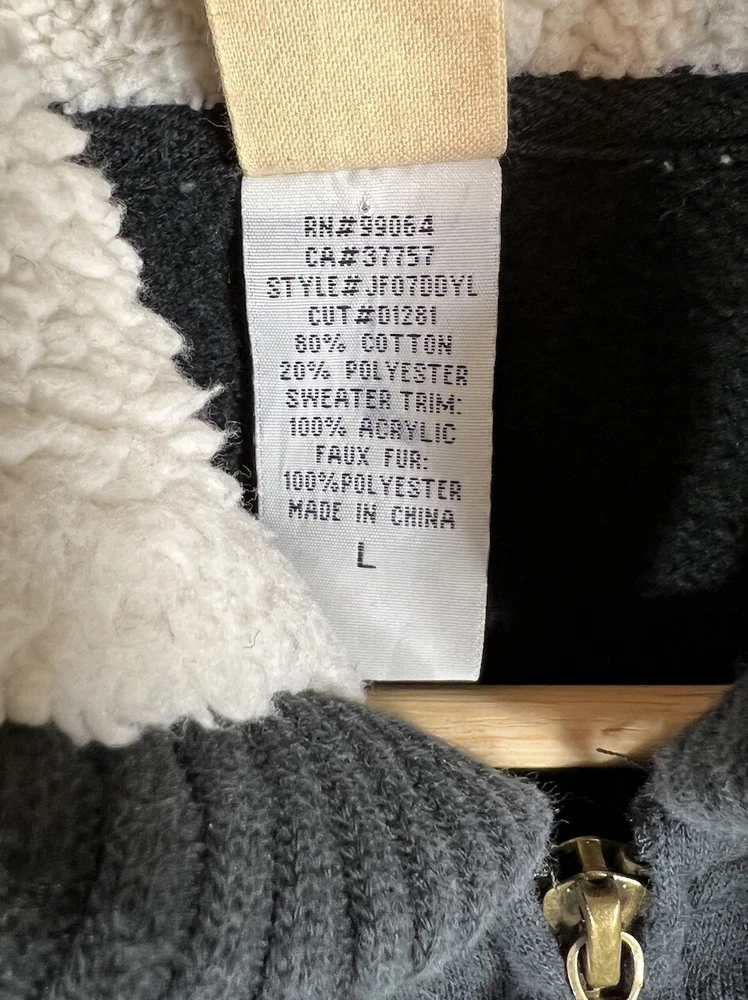 RN#99064
CA#37757
STYLE#JF07DDYL
CUT#D1281
80% COTTON
20% POLYESTER
SWEATER TRIM:
100% ACRYLIC
FAUX FUR:
100%POLYESTER
MADE IN CHINA
L